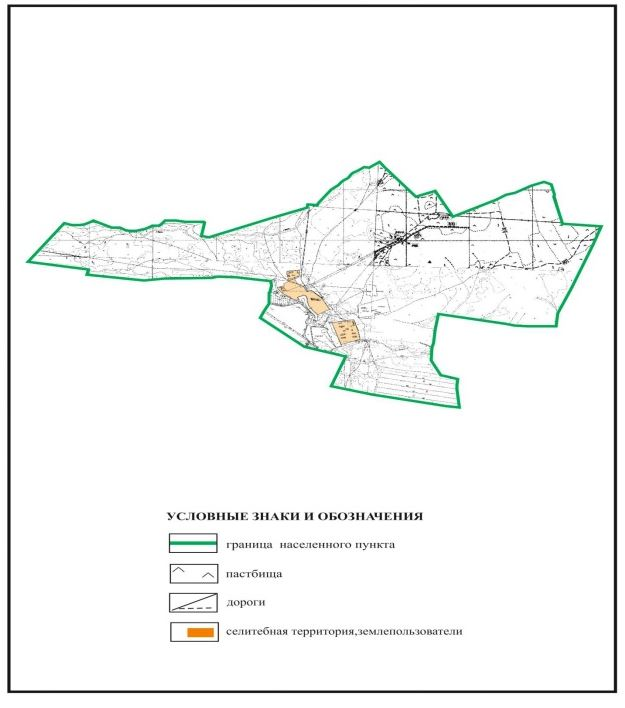 УСЛОВНЫЕ ЗНАКИ И ОБОЗНАЧЕНИЯ
граница населенного пункта
пастбища
дороги
селитебная территория,землепользователи